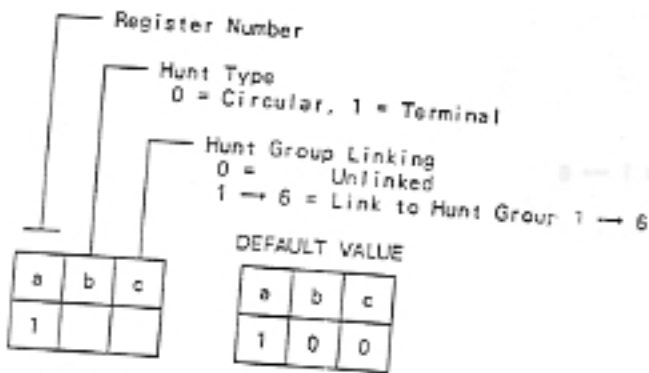 Register Number
Hunt Type
0 = Circular, 1 = Terminal
Hunt Group Linking
0 = Unlinked
1 → 6 = Link to Hunt Group 1 → 6
DEFAULT VALUE
a b c
1
a b c
1 0 0